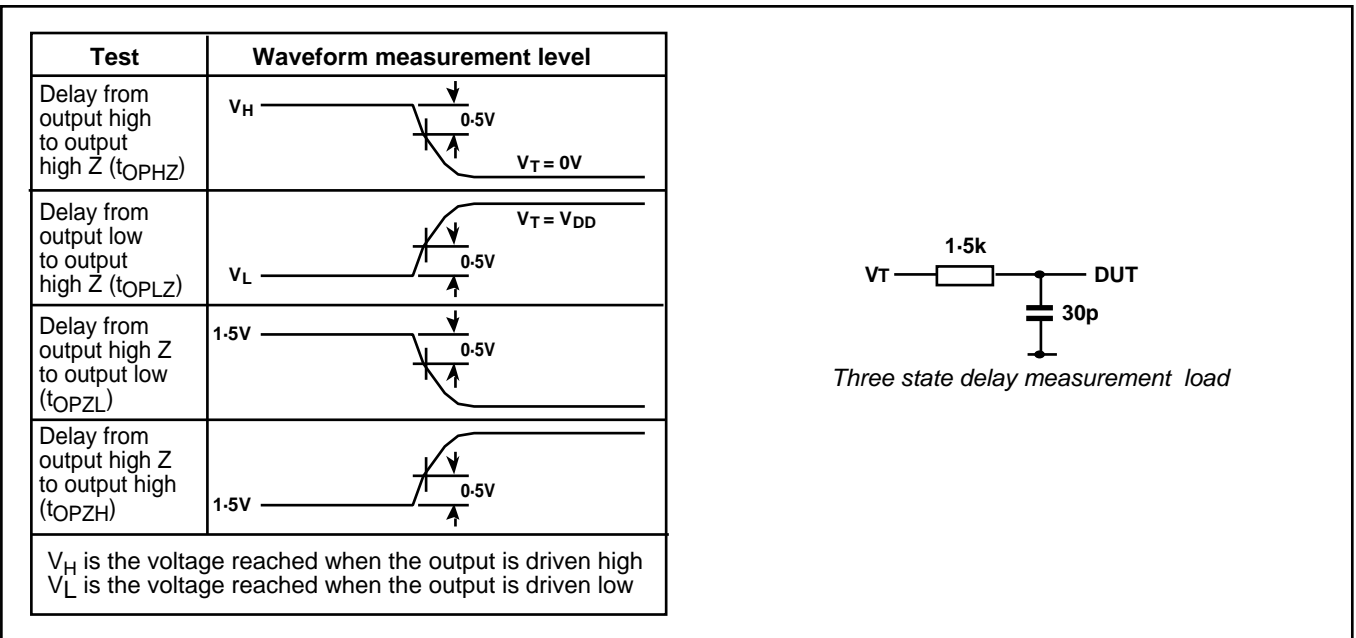 Test Waveform measurement level
Delay from
output high
to output
high Z (tOPHZ)
VH
0·5V
VT = 0V
Delay from
output low
to output
high Z (tOPLZ)
VT = VDD
0·5V
VL
Delay from
output high Z
to output low
(tOPZL)
1·5V
0·5V
Delay from
output high Z
to output high
(tOPZH)
0·5V
1·5V
VH is the voltage reached when the output is driven high
VL is the voltage reached when the output is driven low
1·5k
VT
DUT
30p
Three state delay measurement load